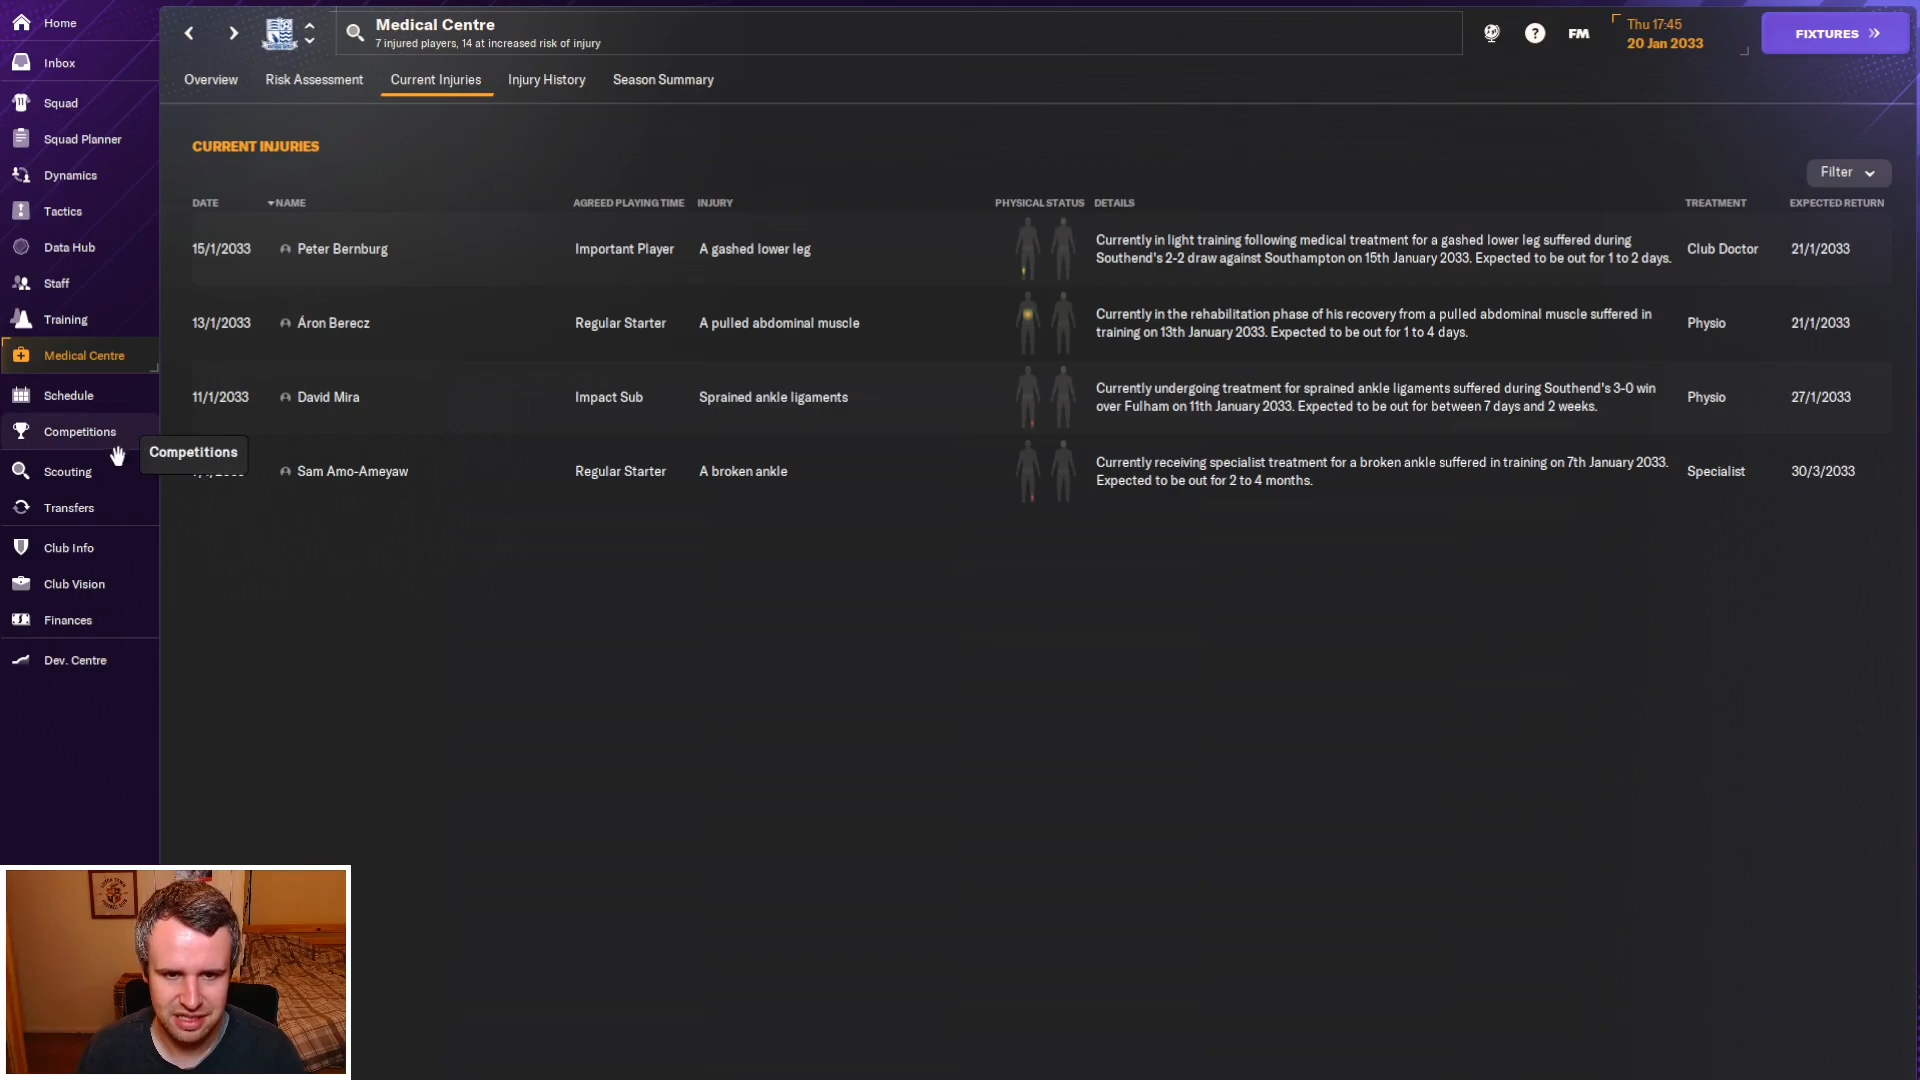 Home
Inbox
Squad
Squad Planner
Dynamics
Tactics
Data Hub
Staff
Training
Medical Centre
Schedule
Competitions
Scouting
Transfers
Club Info
Club Vision
Finances
Dev. Centre
Competitions
Medical Centre
7 injured players, 14 at increased risk of injury
FM
Thu 17:45
20 Jan 2033
FIXTURES
Overview Risk Assessment Current Injuries Injury History Season Summary
CURRENT INJURIES
Filter
DATE NAME AGREED PLAYING TIME INJURY PHYSICAL STATUS DETAILS TREATMENT EXPECTED RETURN
15/1/2033 Peter Bernburg Important Player A gashed lower leg
Currently in light training following medical treatment for a gashed lower leg suffered during
Southend's 2-2 draw against Southampton on 15th January 2033. Expected to be out for 1 to 2 days.
Club Doctor 21/1/2033
13/1/2033 Áron Berecz Regular Starter A pulled abdominal muscle
Currently in the rehabilitation phase of his recovery from a pulled abdominal muscle suffered in
training on 13th January 2033. Expected to be out for 1 to 4 days.
Physio 21/1/2033
11/1/2033 David Mira Impact Sub Sprained ankle ligaments
Currently undergoing treatment for sprained ankle ligaments suffered during Southend's 3-0 win
over Fulham on 11th January 2033. Expected to be out for between 7 days and 2 weeks.
Physio 27/1/2033
Sam Amo-Ameyaw Regular Starter A broken ankle
Currently receiving specialist treatment for a broken ankle suffered in training on 7th January 2033.
Expected to be out for 2 to 4 months.
Specialist 30/3/2033